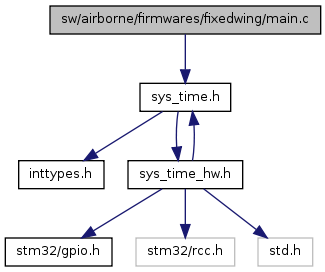 sw/airborne/firmwares/fixedwing/main.c
sys_time.h
inttypes.h
sys_time_hw.h
stm32/gpio.h
stm32/rcc.h
std.h